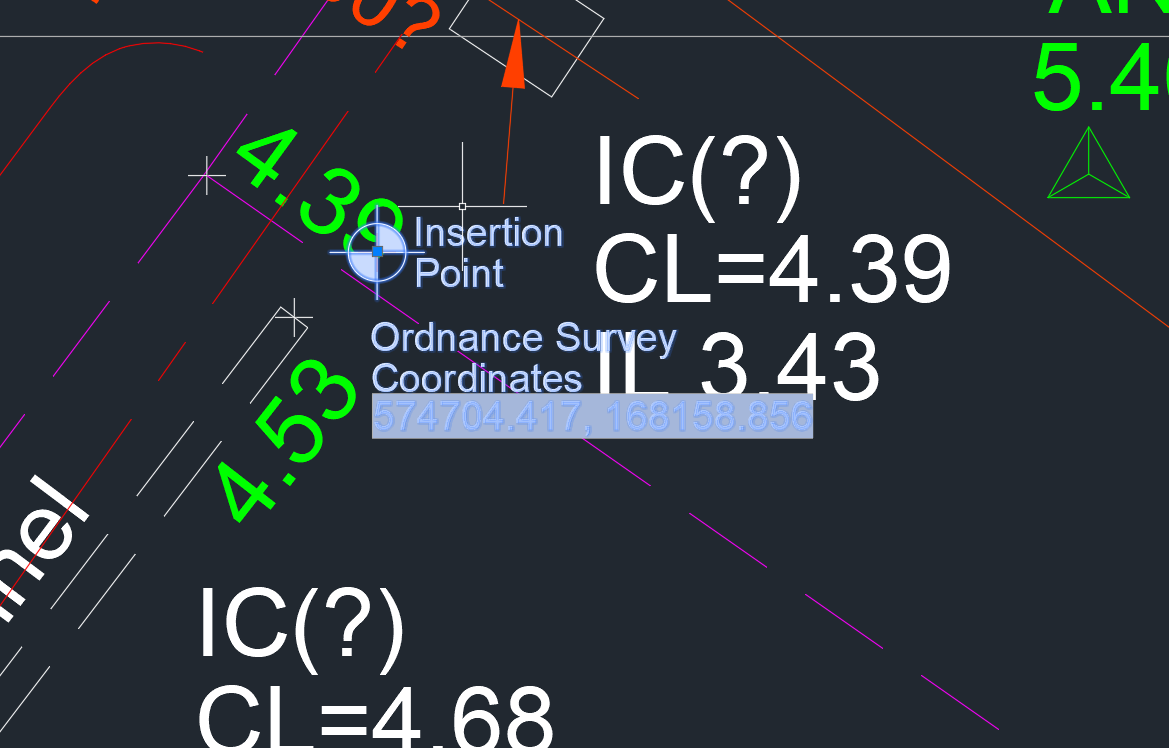 5.4
4.39
IC(?)
CL=4.39
IL 3.43
Insertion
Point
Ordnance Survey
Coordinates
574704.417, 168158.856
4.53
nel
IC(?)
CL=4.68